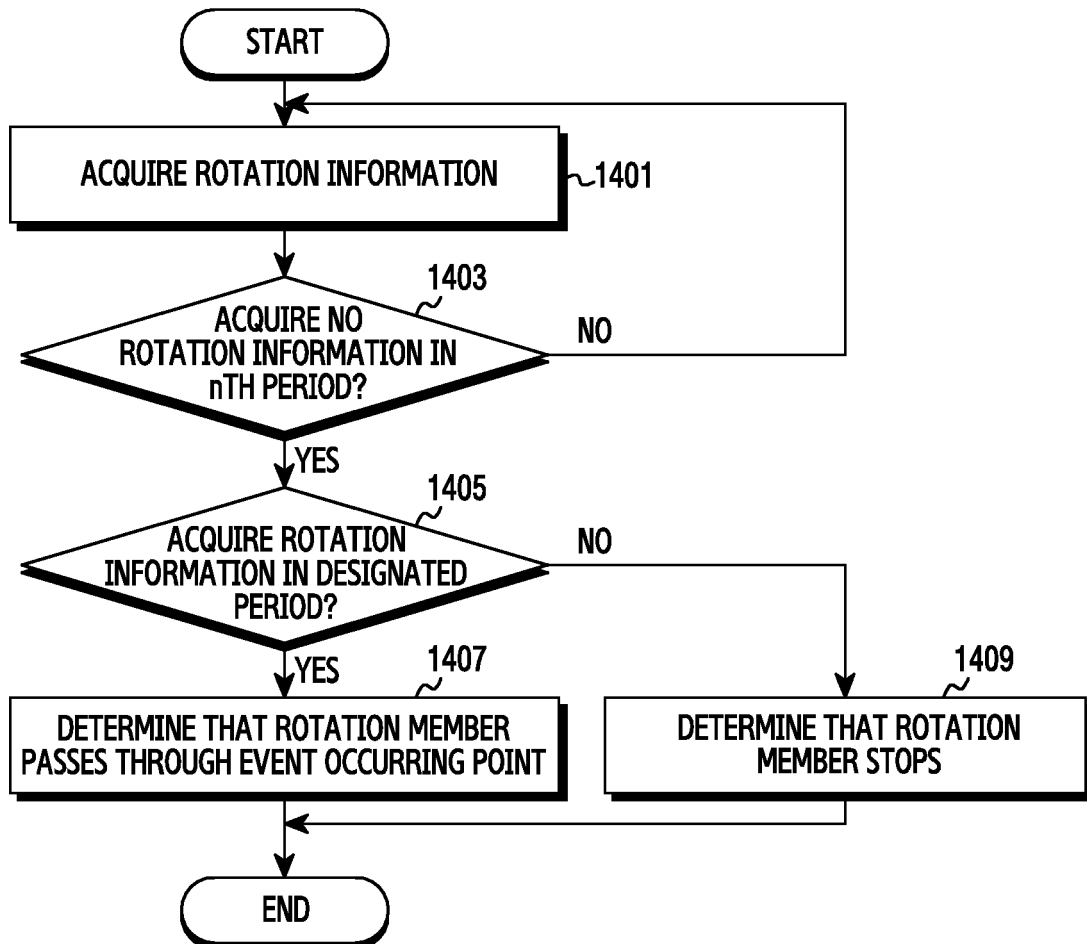 START
ACQUIRE ROTATION INFORMATION
1401
1403
ACQUIRE NO
ROTATION INFORMATION IN
nTH PERIOD?
NO
YES
1405
ACQUIRE ROTATION
INFORMATION IN DESIGNATED
PERIOD?
NO
YES
1407
DETERMINE THAT ROTATION MEMBER
PASSES THROUGH EVENT OCCURRING POINT
1409
DETERMINE THAT ROTATION
MEMBER STOPS
END